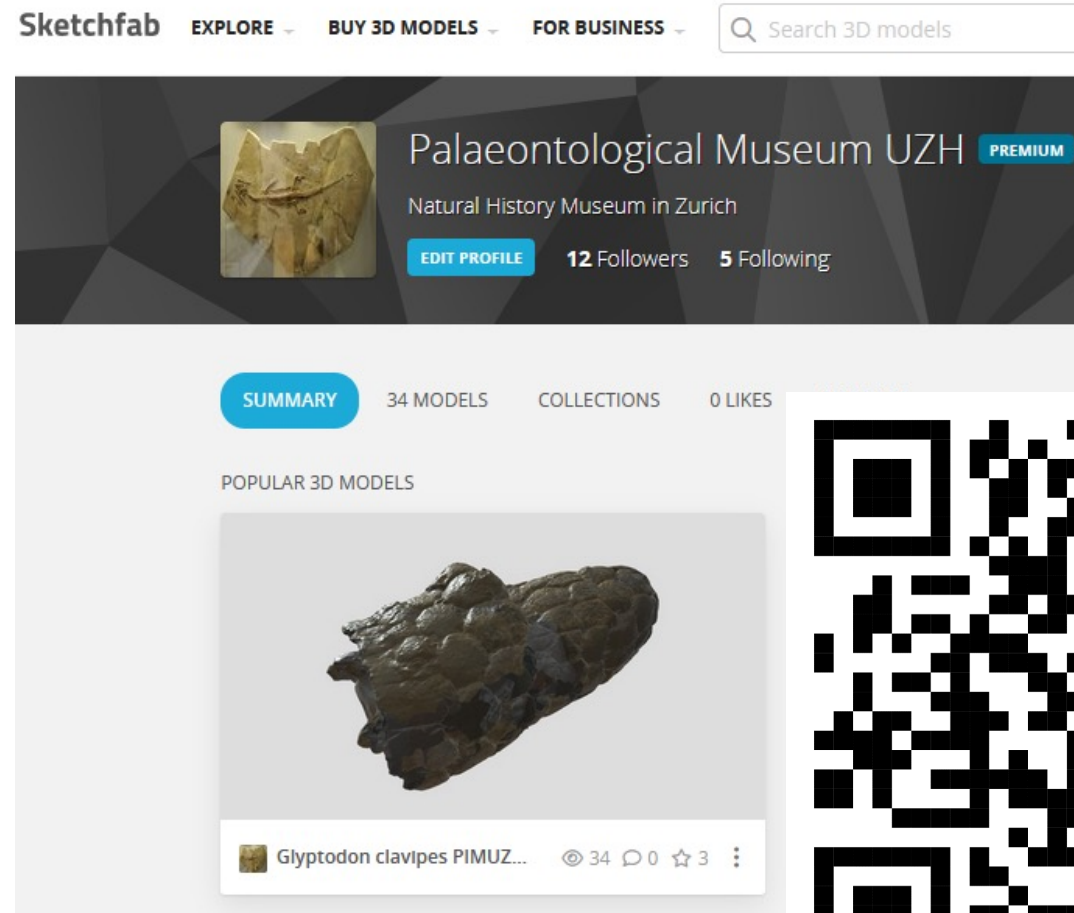 Sketchfab EXPLORE BUY 3D MODELS FOR BUSINESS Search 3D models
Palaeontological Museum UZH PREMIUM
Natural History Museum in Zurich
EDIT PROFILE 12 Followers 5 Following
SUMMARY 34 MODELS COLLECTIONS 0 LIKES
POPULAR 3D MODELS
Glyptodon clavipes PIMUZ... 34 0 3